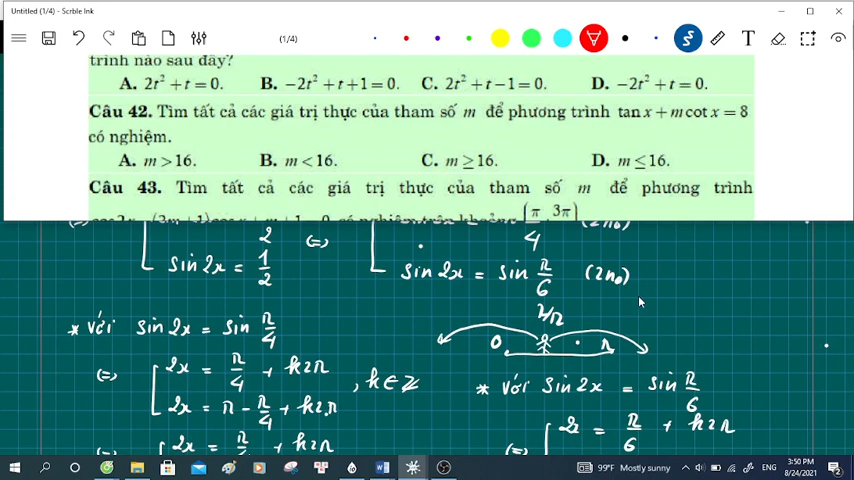 Untitled (1/4) - Scrble Ink
(1/4)
trình nào sau đây?
A. 2t² + t = 0. B. −2t² + t + 1 = 0. C. 2t² + t − 1 = 0. D. −2t² + t = 0.
Câu 42. Tìm tất cả các giá trị thực của tham số m để phương trình tan x + m cot x = 8
có nghiệm.
A. m > 16. B. m < 16. C. m ≥ 16. D. m ≤ 16.
Câu 43. Tìm tất cả các giá trị thực của tham số m để phương trình
π/4 3π
2 (=) 4
sin 2x = 1/2 sin 2x = sin π/6
* Với sin 2x = sin π/4
0 π
(=) 2x = π/4 + k2π
2x = π − π/4 + k2π , k ∈ ℤ
(=) 2x = π/4 + k2π
* Với sin 2x = sin π/6
(=) 2x = π/6 + k2π
99°F Mostly sunny ENG 3:50 PM
8/24/2021
2